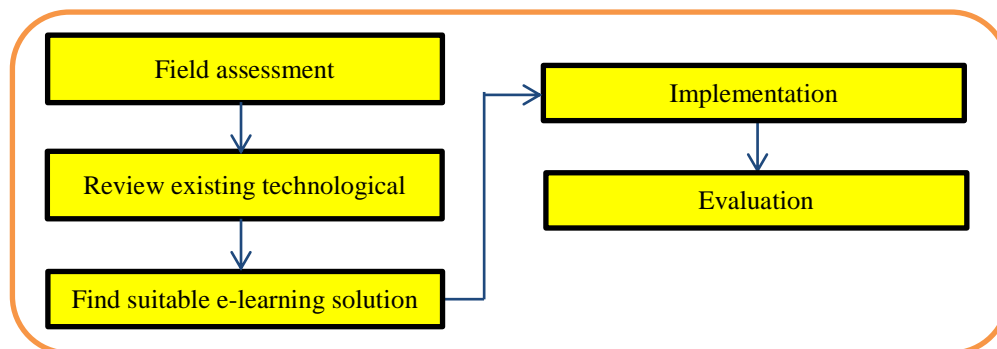 Field assessment
Review existing technological
Find suitable e-learning solution
Implementation
Evaluation